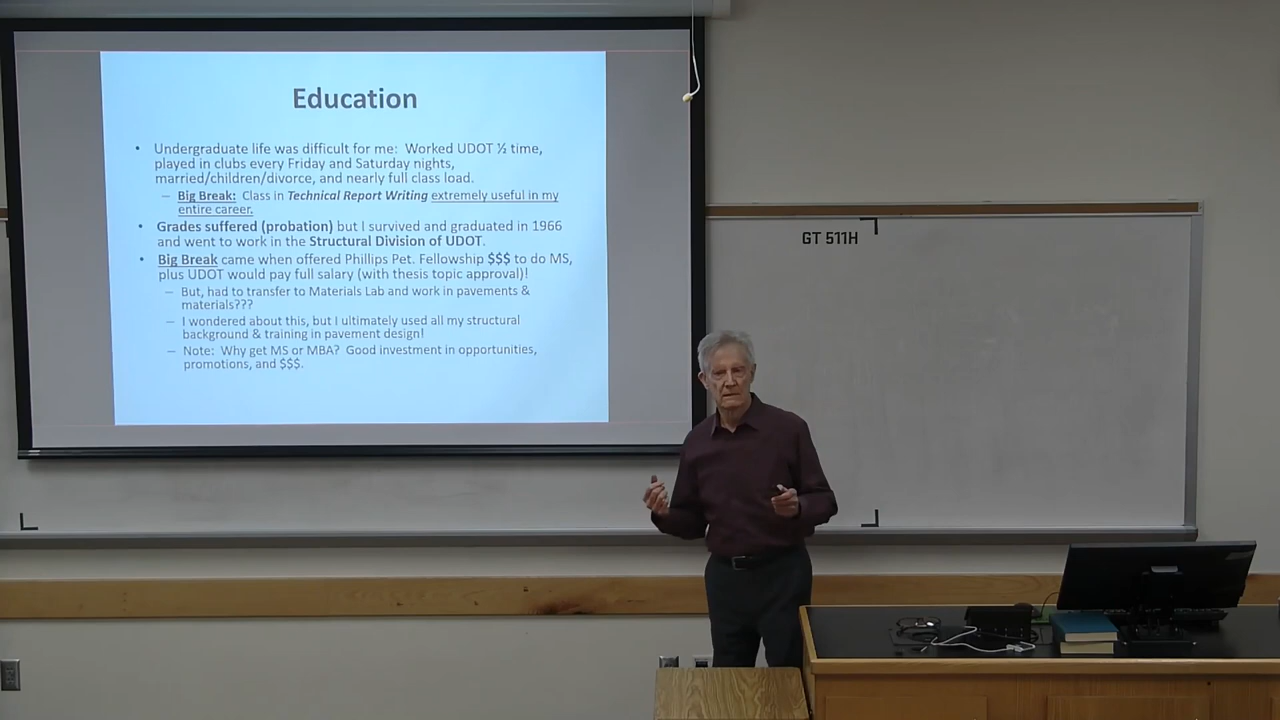 Education
• Undergraduate life was difficult for me: Worked UDOT ½ time,
played in clubs every Friday and Saturday nights,
married/children/divorce, and nearly full class load.
– Big Break: Class in Technical Report Writing extremely useful in my
entire career.
• Grades suffered (probation) but I survived and graduated in 1966
and went to work in the Structural Division of UDOT.
• Big Break came when offered Phillips Pet. Fellowship $$$ to do MS,
plus UDOT would pay full salary (with thesis topic approval)!
– But, had to transfer to Materials Lab and work in pavements &
materials???
– I wondered about this, but I ultimately used all my structural
background & training in pavement design!
– Note: Why get MS or MBA? Good investment in opportunities,
promotions, and $$$.
GT 511H